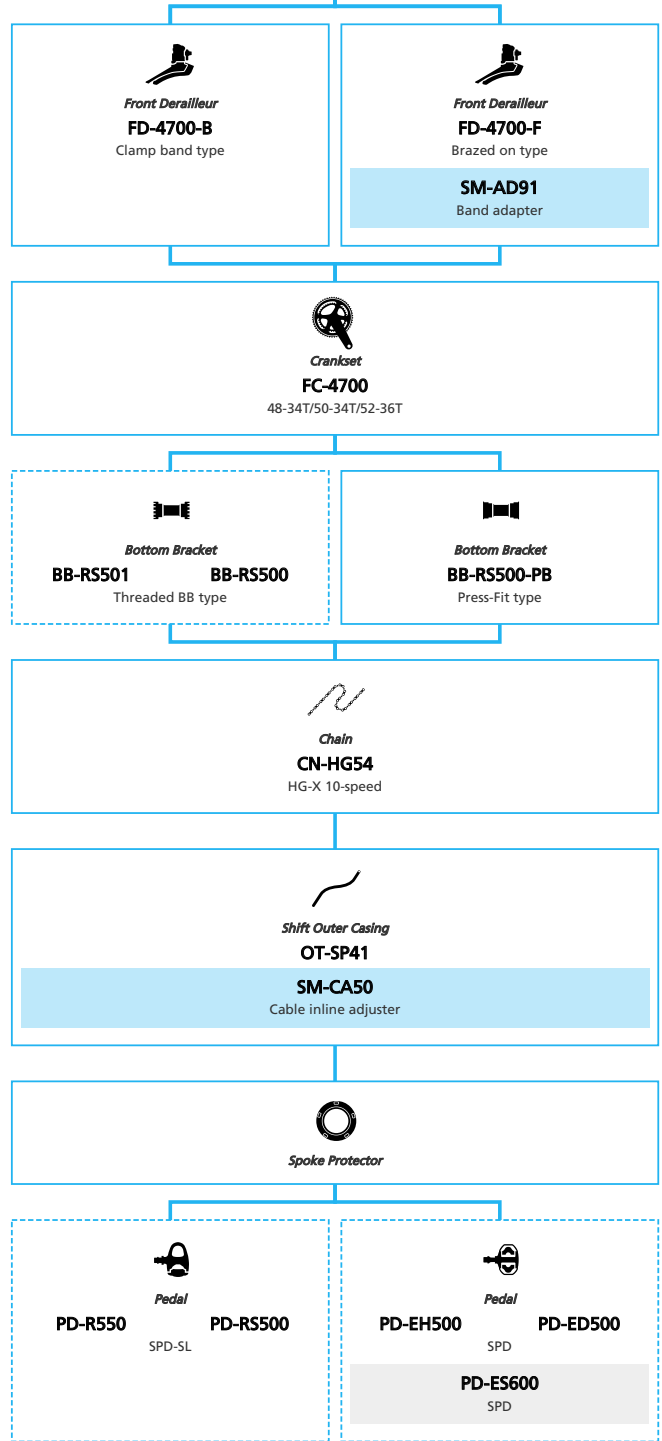 Front Derailleur
FD-4700-B
Clamp band type
Front Derailleur
FD-4700-F
Brazed on type
SM-AD91
Band adapter
Crankset
FC-4700
48-34T/50-34T/52-36T
Bottom Bracket
BB-RS501 BB-RS500
Threaded BB type
Bottom Bracket
BB-RS500-PB
Press-Fit type
Chain
CN-HG54
HG-X 10-speed
Shift Outer Casing
OT-SP41
SM-CA50
Cable inline adjuster
Spoke Protector
Pedal
PD-R550 PD-RS500
SPD-SL
Pedal
PD-EH500 PD-ED500
SPD
PD-ES600
SPD